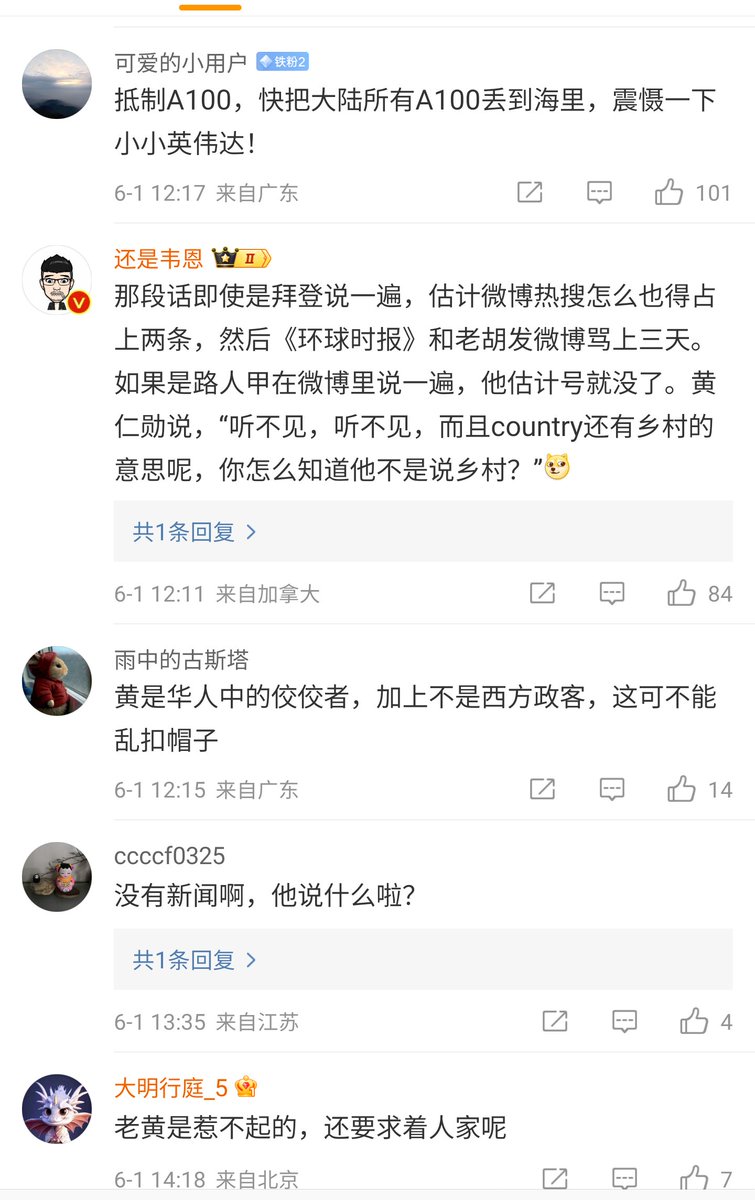 可爱的小用户 铁粉2
抵制A100，快把大陆所有A100丢到海里，震慑一下
小小英伟达！
6-1 12:17 来自广东 101
还是韦恩 II
那段话即使是拜登说一遍，估计微博热搜怎么也得占
上两条，然后《环球时报》和老胡发微博骂上三天。
如果是路人甲在微博里说一遍，他估计号就没了。黄
仁勋说，“听不见，听不见，而且country还有乡村的
意思呢，你怎么知道他不是说乡村？”
共1条回复 >
6-1 12:11 来自加拿大 84
雨中的古斯塔
黄是华人中的佼佼者，加上不是西方政客，这可不能
乱扣帽子
6-1 12:15 来自广东 14
ccccf0325
没有新闻啊，他说什么啦？
共1条回复 >
6-1 13:35 来自江苏 4
大明行庭_5
老黄是惹不起的，还要求着人家呢
6-1 14:18 来自北京 7